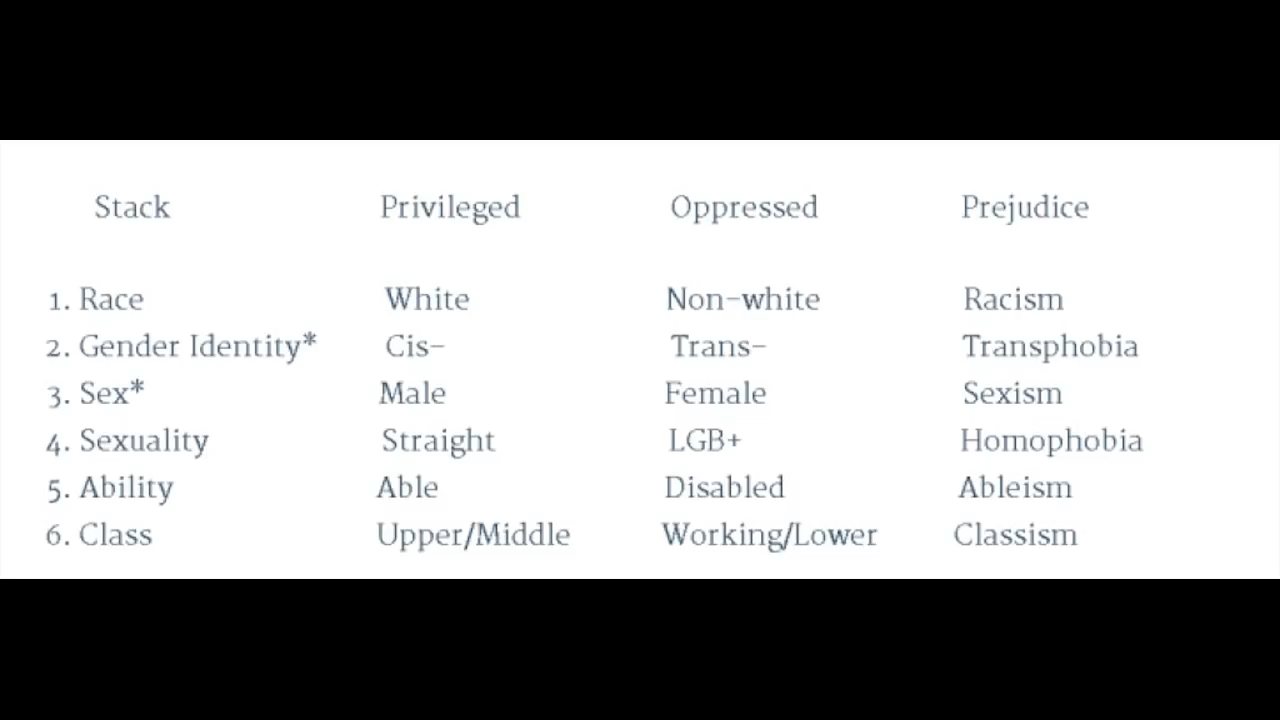 Stack Privileged Oppressed Prejudice
1. Race White Non-white Racism
2. Gender Identity* Cis- Trans- Transphobia
3. Sex* Male Female Sexism
4. Sexuality Straight LGB+ Homophobia
5. Ability Able Disabled Ableism
6. Class Upper/Middle Working/Lower Classism